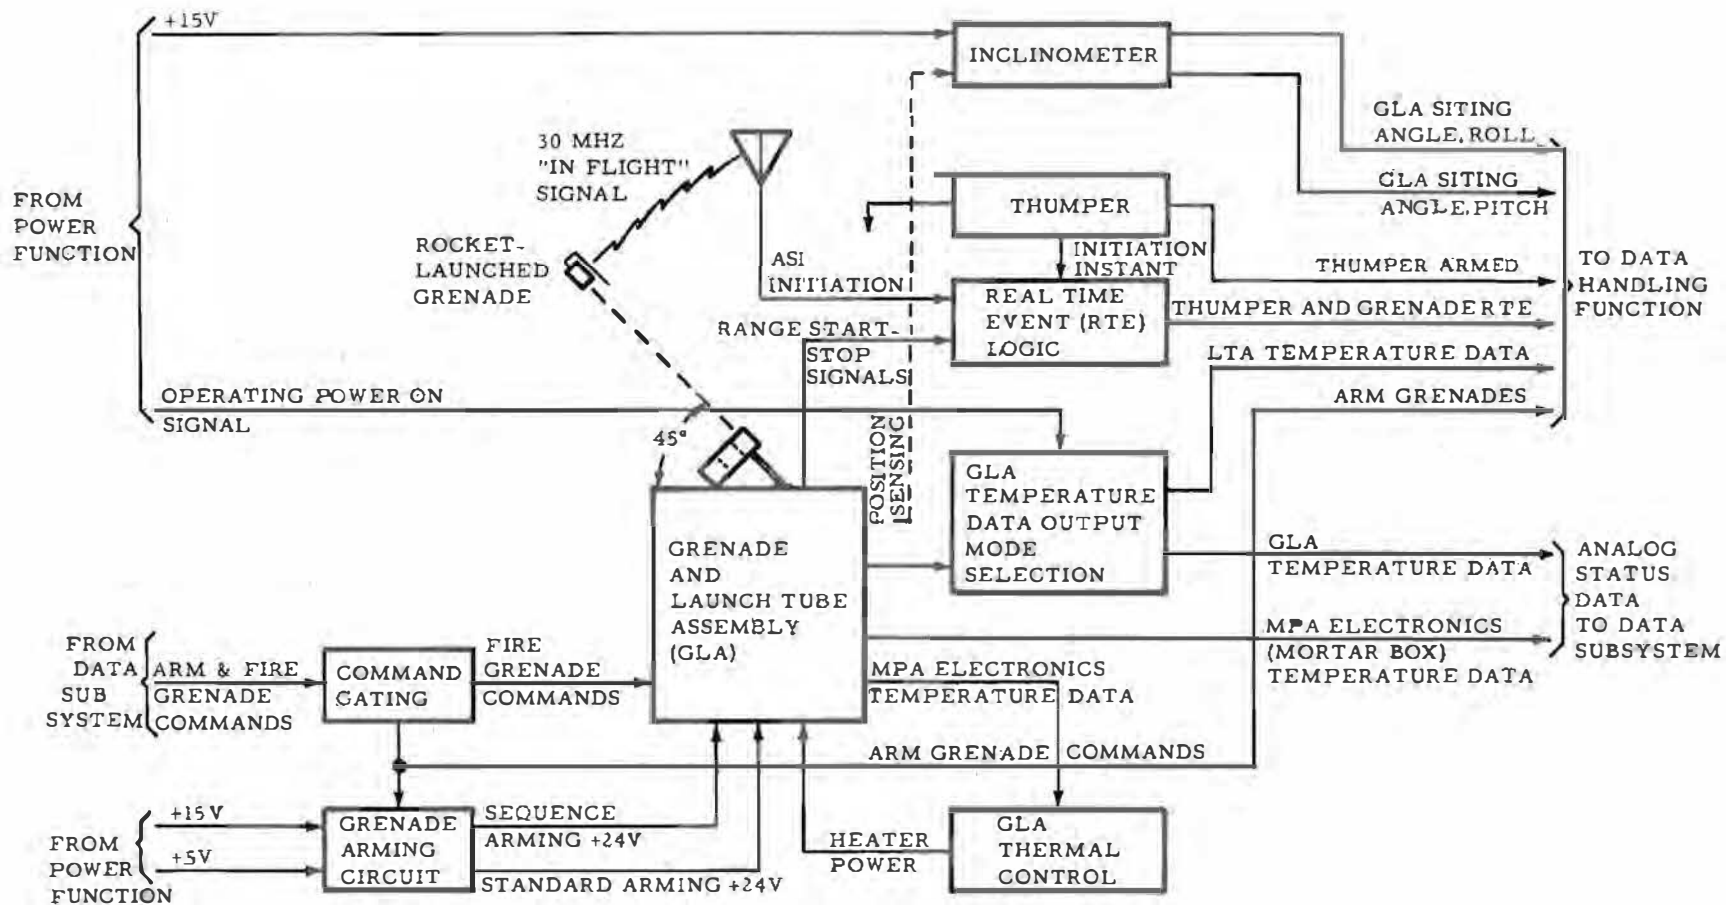 +15V
INCLINOMETER
GLA SITING
ANGLE, ROLL
30 MHZ
"IN FLIGHT"
SIGNAL
GLA SITING
ANGLE, PITCH
FROM
POWER
FUNCTION
THUMPER
ROCKET-
LAUNCHED
GRENADE
ASI
INITIATION
INITIATION
INSTANT
THUMPER ARMED
TO DATA
HANDLING
FUNCTION
REAL TIME
EVENT (RTE)
LOGIC
THUMPER AND GRENADE RTE
RANGE START-
STOP
SIGNALS
LTA TEMPERATURE DATA
OPERATING POWER ON
SIGNAL
ARM GRENADES
45°
POSITION
SENSING
GLA
TEMPERATURE
DATA OUTPUT
MODE
SELECTION
GRENADE
AND
LAUNCH TUBE
ASSEMBLY
(GLA)
GLA
TEMPERATURE DATA
ANALOG
STATUS
DATA
TO DATA
SUBSYSTEM
MPA ELECTRONICS
(MORTAR BOX)
TEMPERATURE DATA
FROM
DATA
SUB
SYSTEM
ARM & FIRE
GRENADE
COMMANDS
COMMAND
GATING
FIRE
GRENADE
COMMANDS
MPA ELECTRONICS
TEMPERATURE DATA
ARM GRENADE COMMANDS
FROM
POWER
FUNCTION
+15V
+5V
GRENADE
ARMING
CIRCUIT
SEQUENCE
ARMING +24V
STANDARD ARMING +24V
HEATER
POWER
GLA
THERMAL
CONTROL